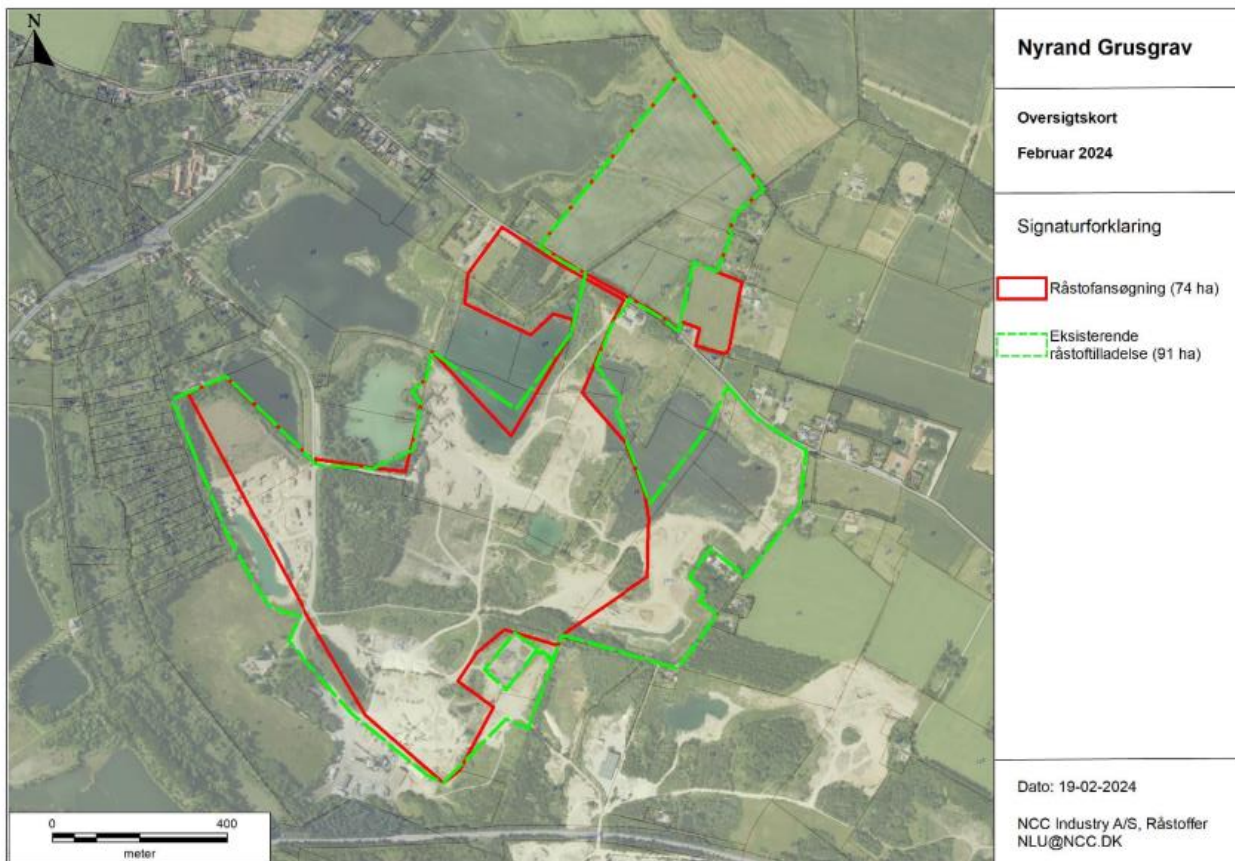 N
Nyrand Grusgrav
Oversigtskort
Februar 2024
Signaturforklaring
Råstofansøgning (74 ha)
Eksisterende
råstoftilladelse (91 ha)
0 400
meter
Dato: 19-02-2024
NCC Industry A/S, Råstoffer
NLU@NCC.DK